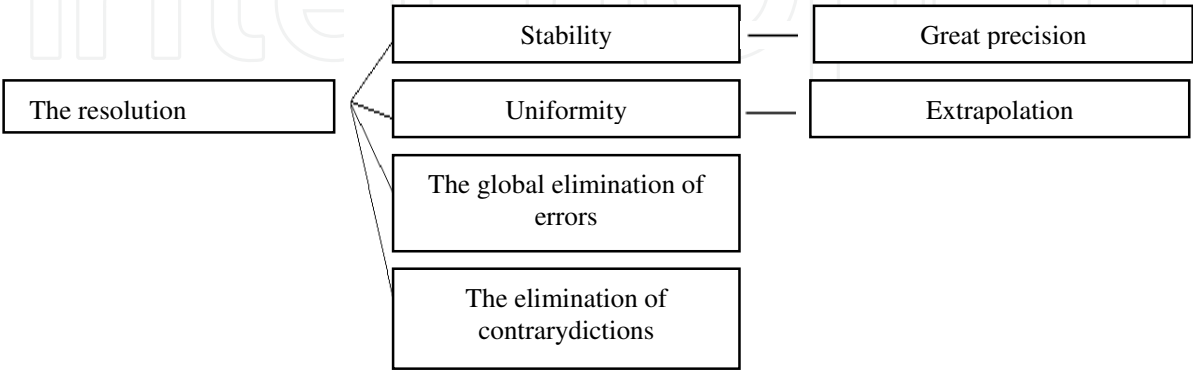 Stability
Great precision
The resolution
Uniformity
Extrapolation
The global elimination of
errors
The elimination of
contrarydictions